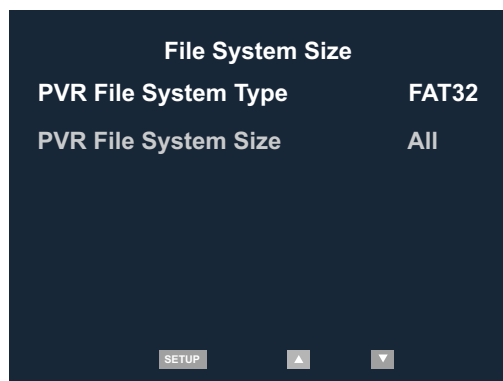 File System Size
PVR File System Type FAT32
PVR File System Size All
SETUP ▲ ▼